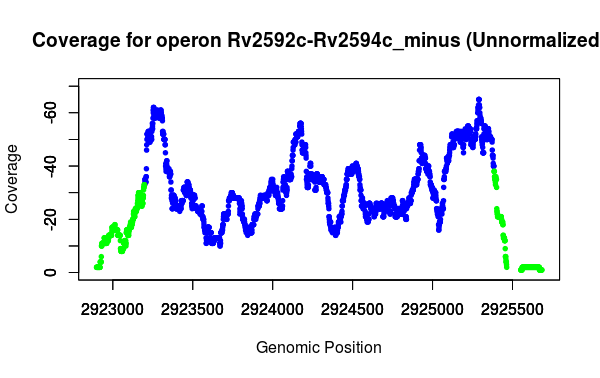 Coverage for operon Rv2592c-Rv2594c_minus (Unnormalized
Coverage
-60
-40
-20
0
2923000 2923500 2924000 2924500 2925000 2925500
Genomic Position